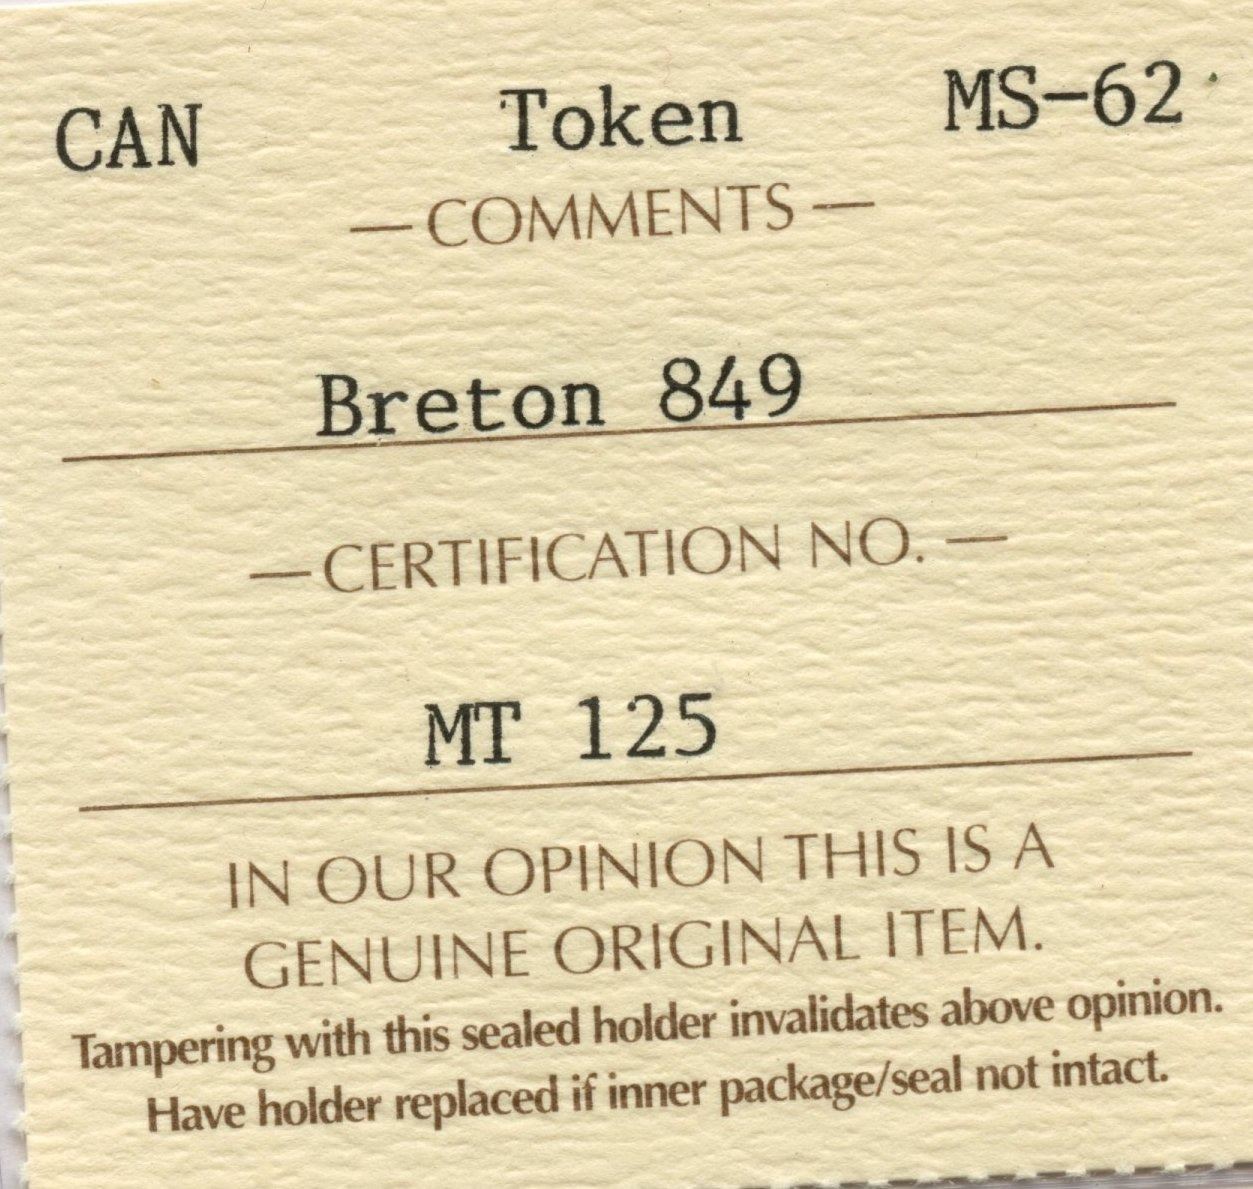 CAN Token MS-62
— COMMENTS —
Breton 849
— CERTIFICATION NO. —
MT 125
IN OUR OPINION THIS IS A
GENUINE ORIGINAL ITEM.
Tampering with this sealed holder invalidates above opinion.
Have holder replaced if inner package/seal not intact.